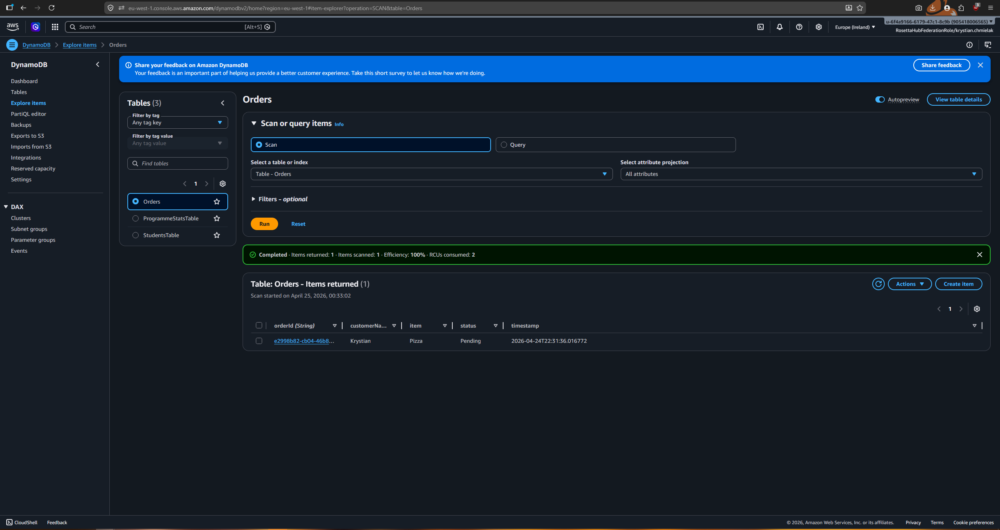 eu-west-1.console.aws.amazon.com/dynamodbv2/home?region=eu-west-1#item-explorer?operation=SCAN&table=Orders
3
aws
Search
[Alt+S]
Europe (Ireland)
u-6f4a9166-6179-47c1-8c9b (905418006565)
RosettaHubFederationRole/krystian.chmielak
DynamoDB
Explore items
Orders
DynamoDB
Dashboard
Tables
Explore items
PartiQL editor
Backups
Exports to S3
Imports from S3
Integrations
Reserved capacity
Settings
DAX
Clusters
Subnet groups
Parameter groups
Events
Share your feedback on Amazon DynamoDB
Your feedback is an important part of helping us provide a better customer experience. Take this short survey to let us know how we're doing.
Share feedback
Tables (3)
Filter by tag
Any tag key
Filter by tag value
Any tag value
Find tables
1
Orders
ProgrammeStatsTable
StudentsTable
Orders
Autopreview
View table details
Scan or query items Info
Scan
Query
Select a table or index
Table - Orders
Select attribute projection
All attributes
Filters - optional
Run
Reset
Completed · Items returned: 1 · Items scanned: 1 · Efficiency: 100% · RCUs consumed: 2
Table: Orders - Items returned (1)
Scan started on April 25, 2026, 00:33:02
Actions
Create item
1
orderId (String) customerNa... item status timestamp
e2998b82-cb04-46b8... Krystian Pizza Pending 2026-04-24T22:31:36.016772
CloudShell
Feedback
© 2026, Amazon Web Services, Inc. or its affiliates.
Privacy
Terms
Cookie preferences